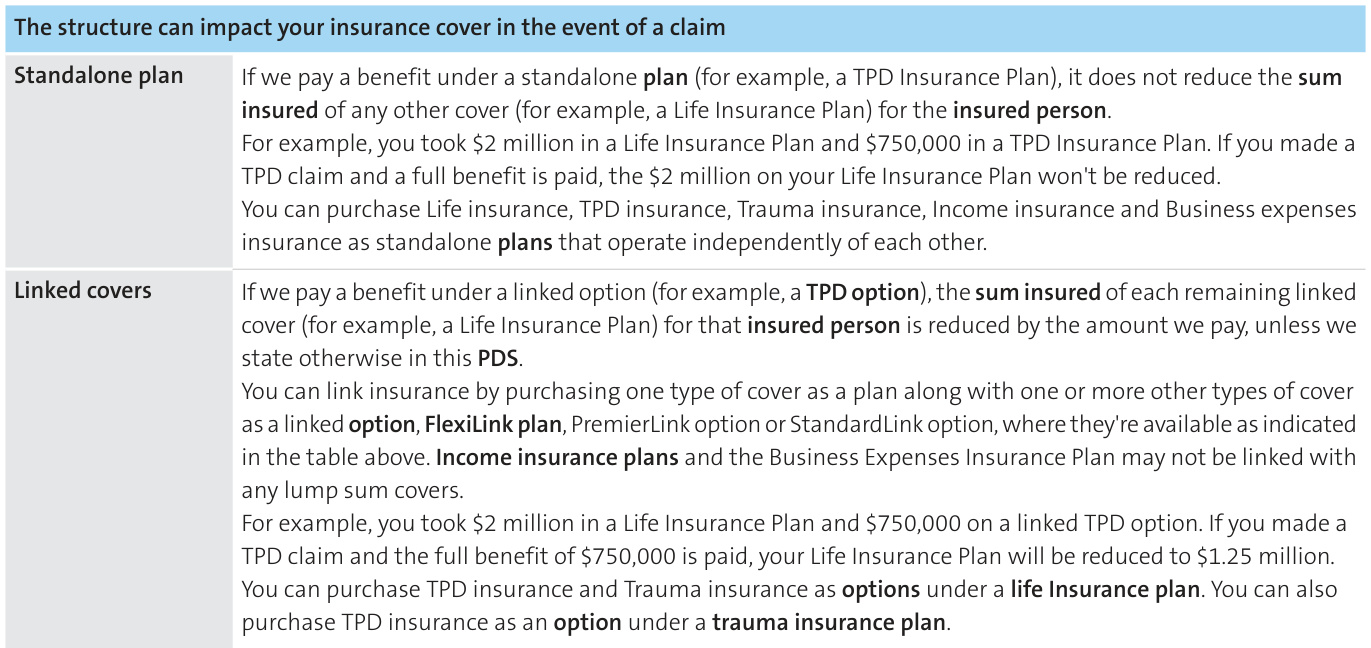 The structure can impact your insurance cover in the event of a claim
Standalone plan
If we pay a benefit under a standalone plan (for example, a TPD Insurance Plan), it does not reduce the sum
insured of any other cover (for example, a Life Insurance Plan) for the insured person.
For example, you took $2 million in a Life Insurance Plan and $750,000 in a TPD Insurance Plan. If you made a
TPD claim and a full benefit is paid, the $2 million on your Life Insurance Plan won't be reduced.
You can purchase Life insurance, TPD insurance, Trauma insurance, Income insurance and Business expenses
insurance as standalone plans that operate independently of each other.
Linked covers
If we pay a benefit under a linked option (for example, a TPD option), the sum insured of each remaining linked
cover (for example, a Life Insurance Plan) for that insured person is reduced by the amount we pay, unless we
state otherwise in this PDS.
You can link insurance by purchasing one type of cover as a plan along with one or more other types of cover
as a linked option, FlexiLink plan, PremierLink option or StandardLink option, where they're available as indicated
in the table above. Income insurance plans and the Business Expenses Insurance Plan may not be linked with
any lump sum covers.
For example, you took $2 million in a Life Insurance Plan and $750,000 on a linked TPD option. If you made a
TPD claim and the full benefit of $750,000 is paid, your Life Insurance Plan will be reduced to $1.25 million.
You can purchase TPD insurance and Trauma insurance as options under a life Insurance plan. You can also
purchase TPD insurance as an option under a trauma insurance plan.